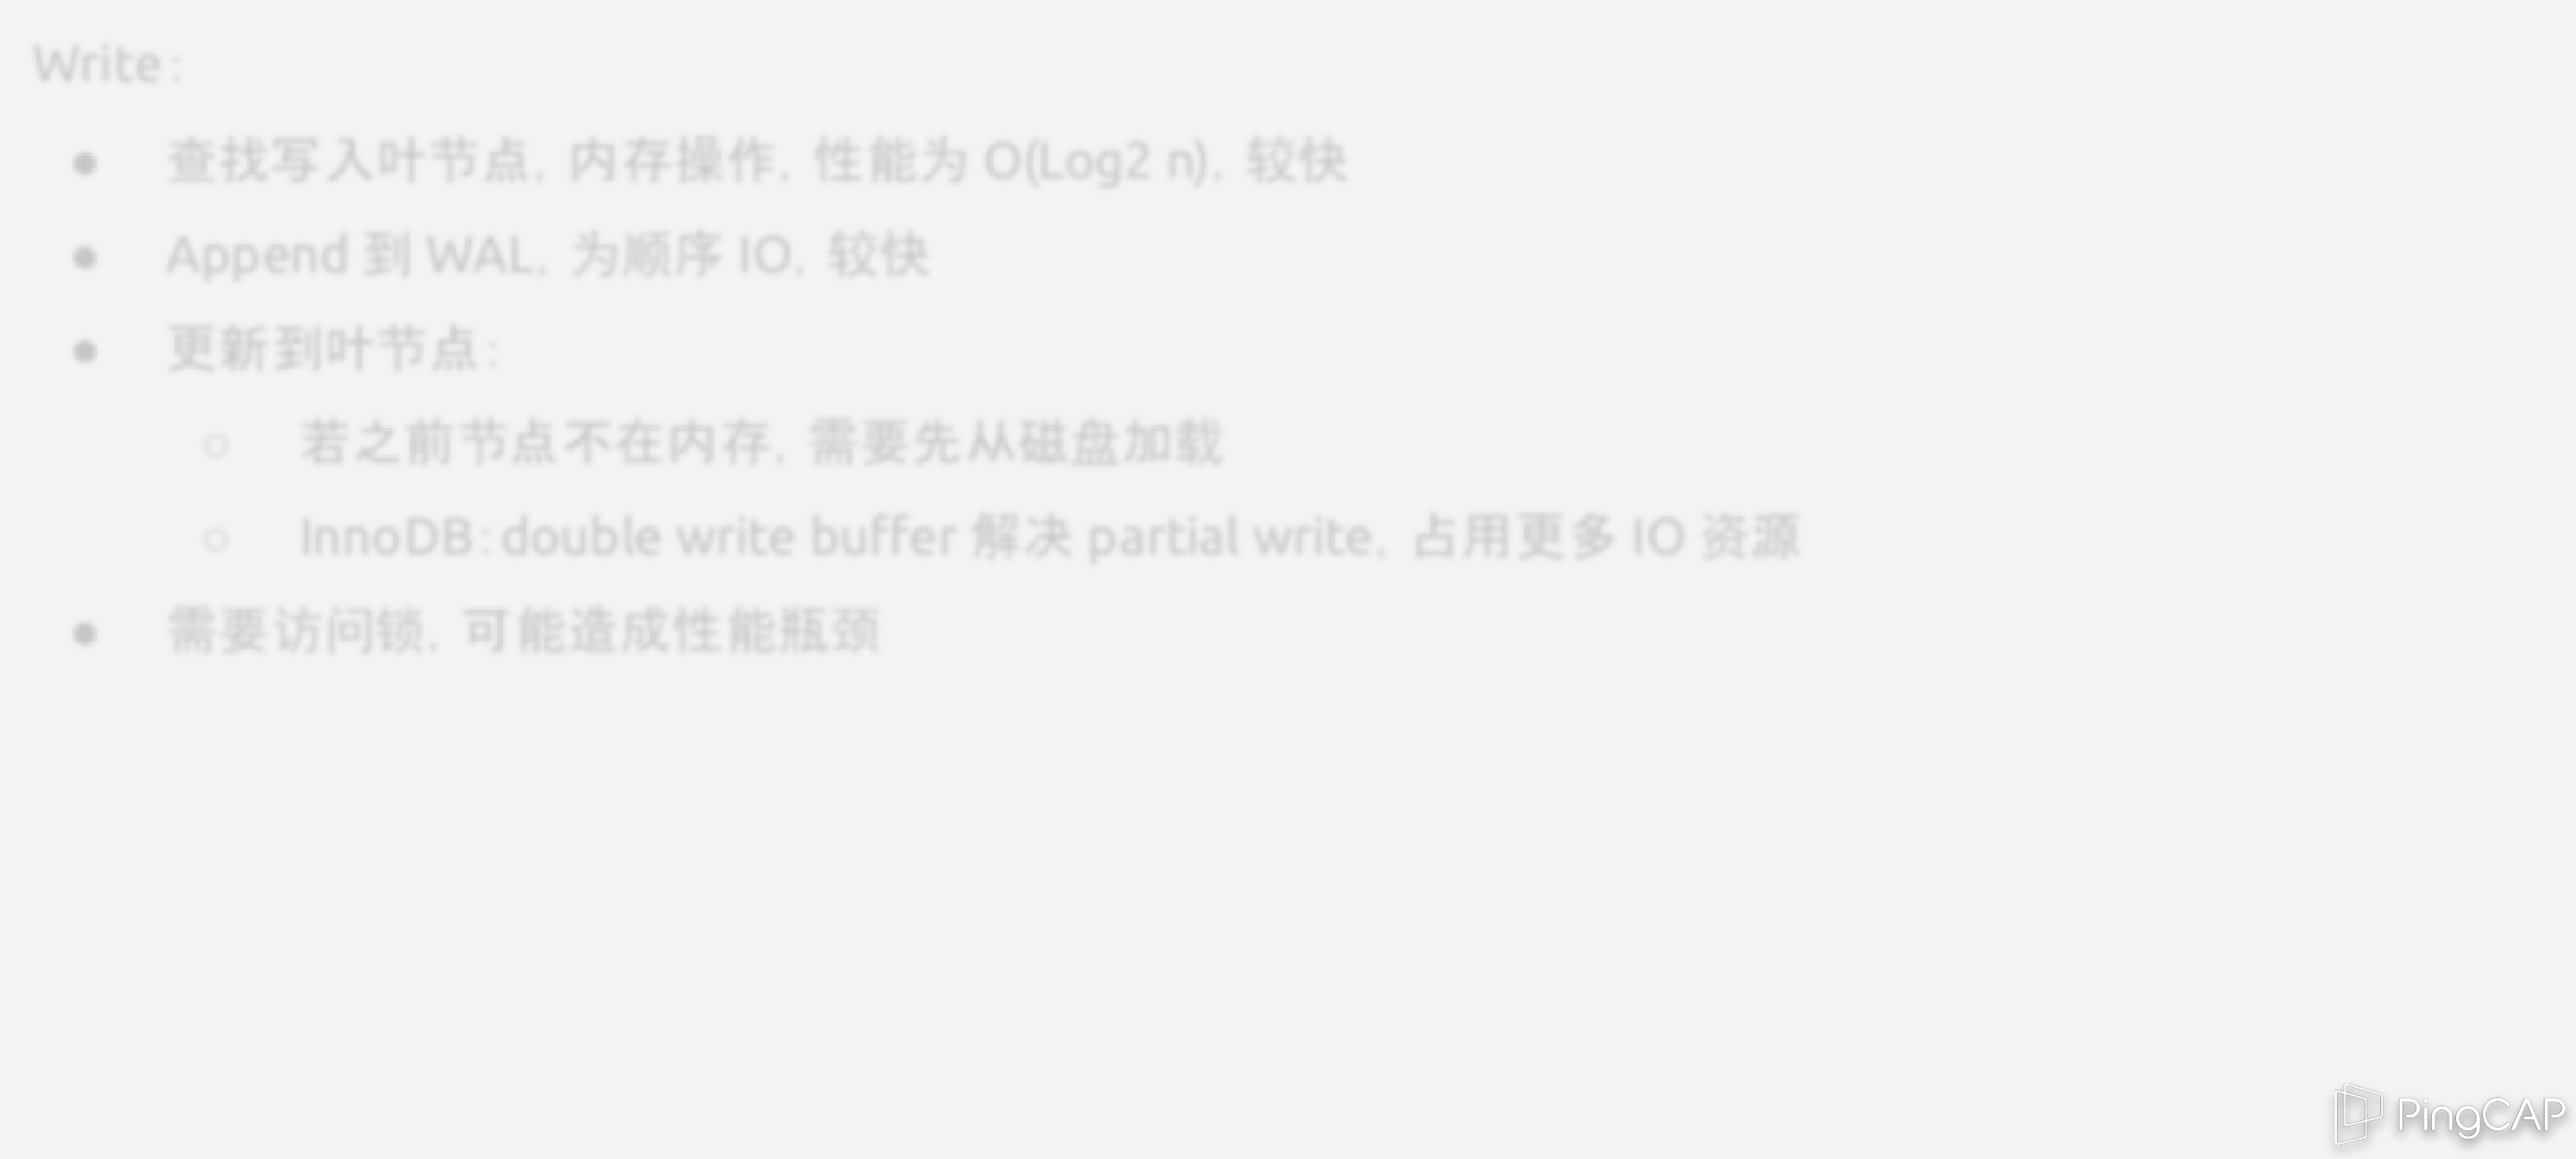 Write:
● 查找写入叶节点, 内存操作, 性能为 O(Log2 n), 较快
● Append 到 WAL, 为顺序 IO, 较快
● 更新到叶节点:
○ 若之前节点不在内存, 需要先从磁盘加载
○ InnoDB: double write buffer 解决 partial write, 占用更多 IO 资源
● 需要访问锁, 可能造成性能瓶颈
PingCAP